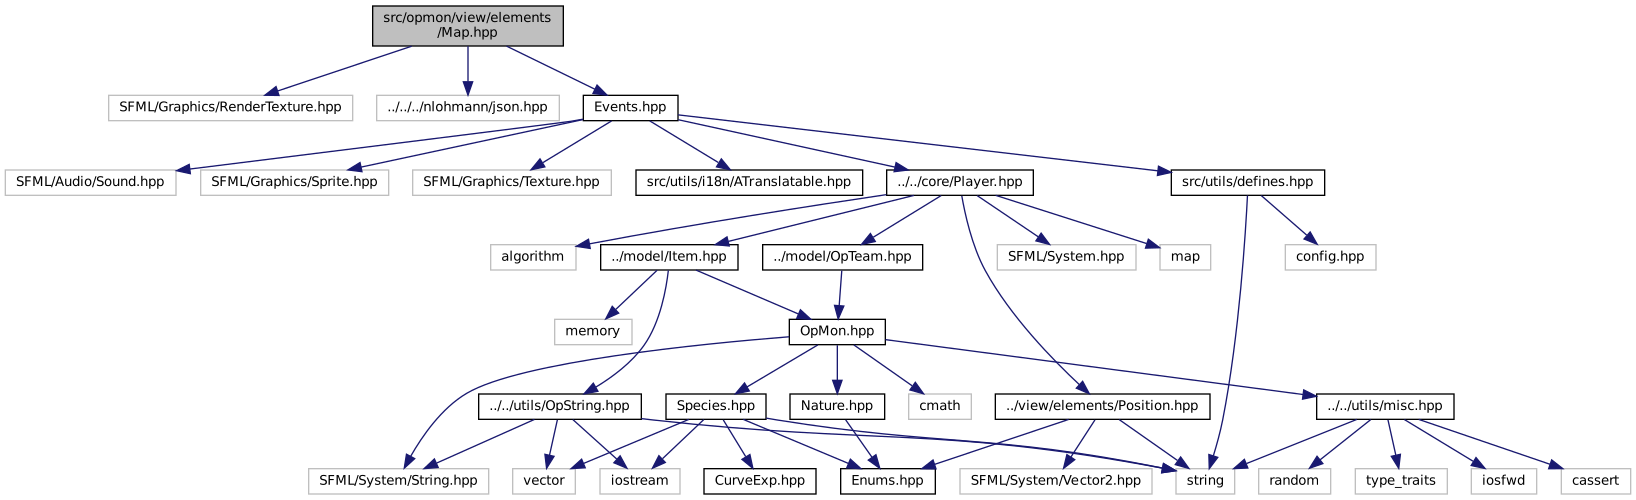 src/opmon/view/elements
/Map.hpp
SFML/Graphics/RenderTexture.hpp
../../../nlohmann/json.hpp
Events.hpp
SFML/Audio/Sound.hpp
SFML/Graphics/Sprite.hpp
SFML/Graphics/Texture.hpp
src/utils/i18n/ATranslatable.hpp
../../core/Player.hpp
src/utils/defines.hpp
algorithm
../model/Item.hpp
../model/OpTeam.hpp
SFML/System.hpp
map
config.hpp
memory
OpMon.hpp
../../utils/OpString.hpp
Species.hpp
Nature.hpp
cmath
../view/elements/Position.hpp
../../utils/misc.hpp
SFML/System/String.hpp
vector
iostream
CurveExp.hpp
Enums.hpp
SFML/System/Vector2.hpp
string
random
type_traits
iosfwd
cassert